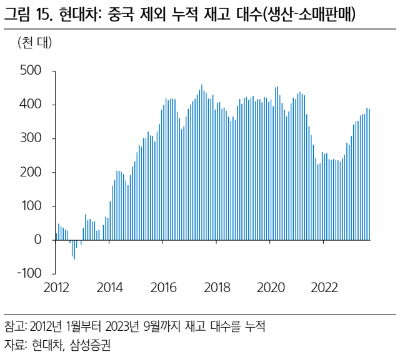 그림 15. 현대차: 중국 제외 누적 재고 대수(생산-소매판매)
(천 대)
500
400
300
200
100
0
-100
2012 2014 2016 2018 2020 2022
참고: 2012년 1월부터 2023년 9월까지 재고 대수를 누적
자료: 현대차, 삼성증권